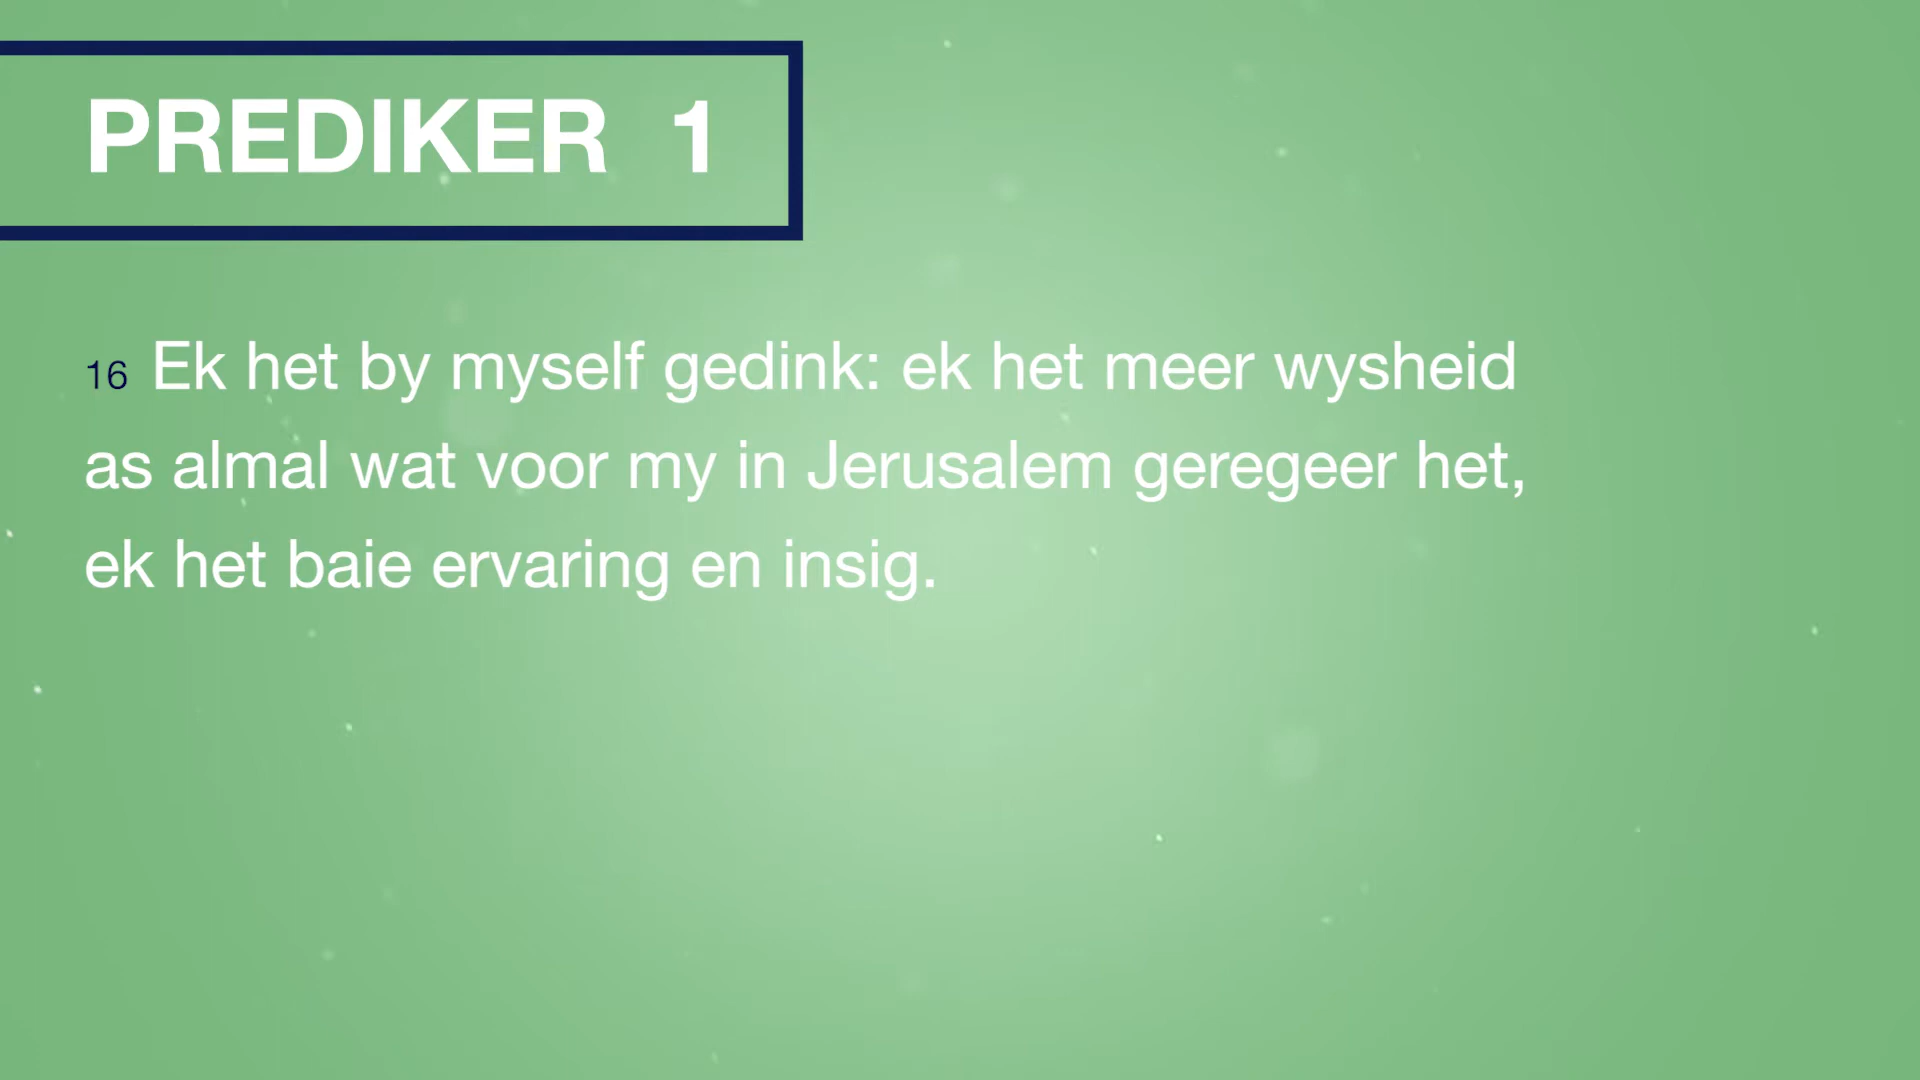 PREDIKER 1
16 Ek het by myself gedink: ek het meer wysheid
as almal wat voor my in Jerusalem geregeer het,
ek het baie ervaring en insig.